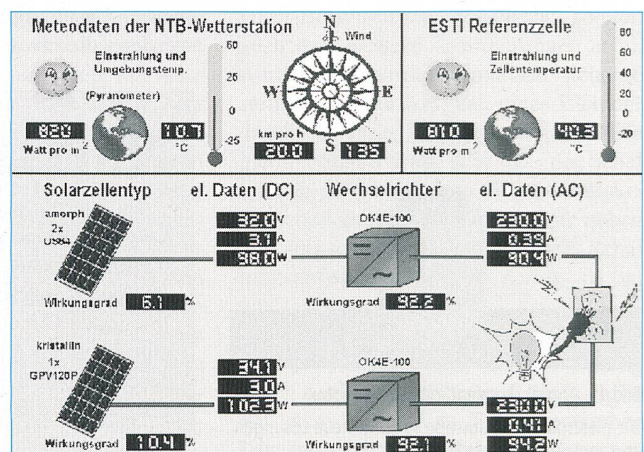 Meteodaten der NTB-Wetterstation
Einstrahlung und
Umgebungstemp.
(Pyranometer)
820
Watt pro m²
10.7
°C
60
25
0
-25
N
Wind
W
E
S
km pro h
20.0
135
°
ESTI Referenzzelle
Einstrahlung und
Zellentemperatur
810
Watt pro m²
40.3
°C
80
60
40
20
0
-20
Solarzellentyp
el. Daten (DC)
Wechselrichter
el. Daten (AC)
amorph
2x
US64
32.0 V
3.1 A
98.0 W
OK4E-100
230.0 V
0.39 A
90.4 W
Wirkungsgrad 6.1 %
Wirkungsgrad 92.2 %
kristallin
1x
GPV120P
34.1 V
3.0 A
102.3 W
OK4E-100
230.0 V
0.41 A
94.2 W
Wirkungsgrad 10.4 %
Wirkungsgrad 92.1 %